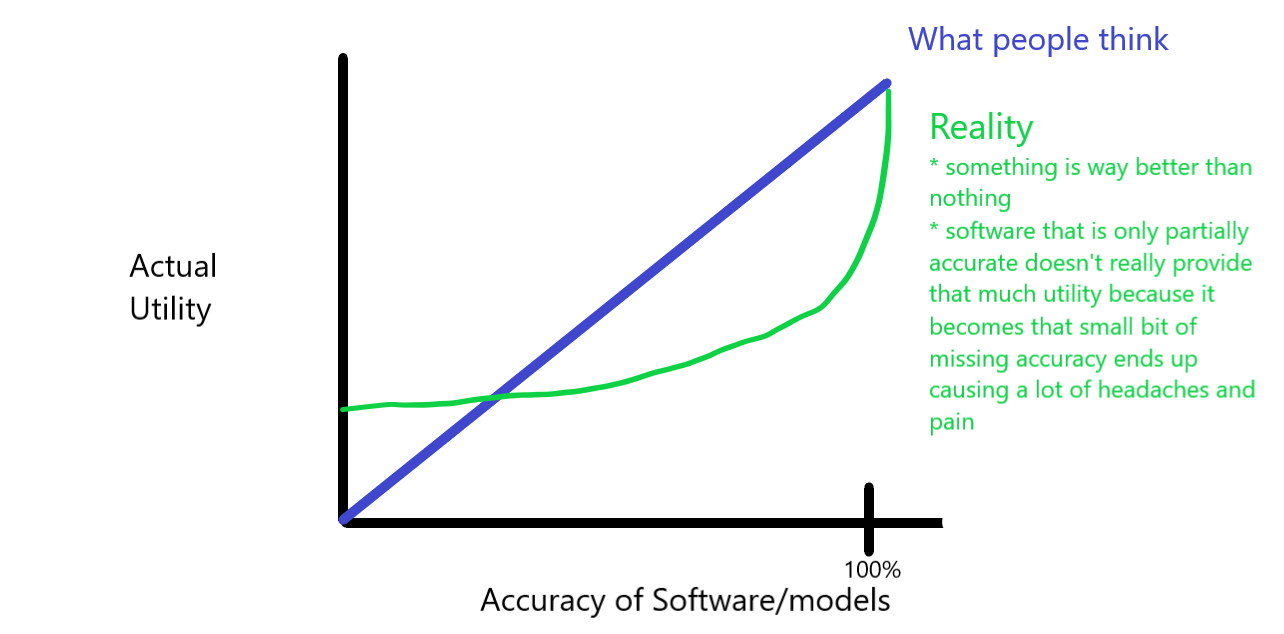 What people think
Reality
* something is way better than
nothing
* software that is only partially
accurate doesn't really provide
that much utility because it
becomes that small bit of
missing accuracy ends up
causing a lot of headaches and
pain
Actual
Utility
100%
Accuracy of Software/models